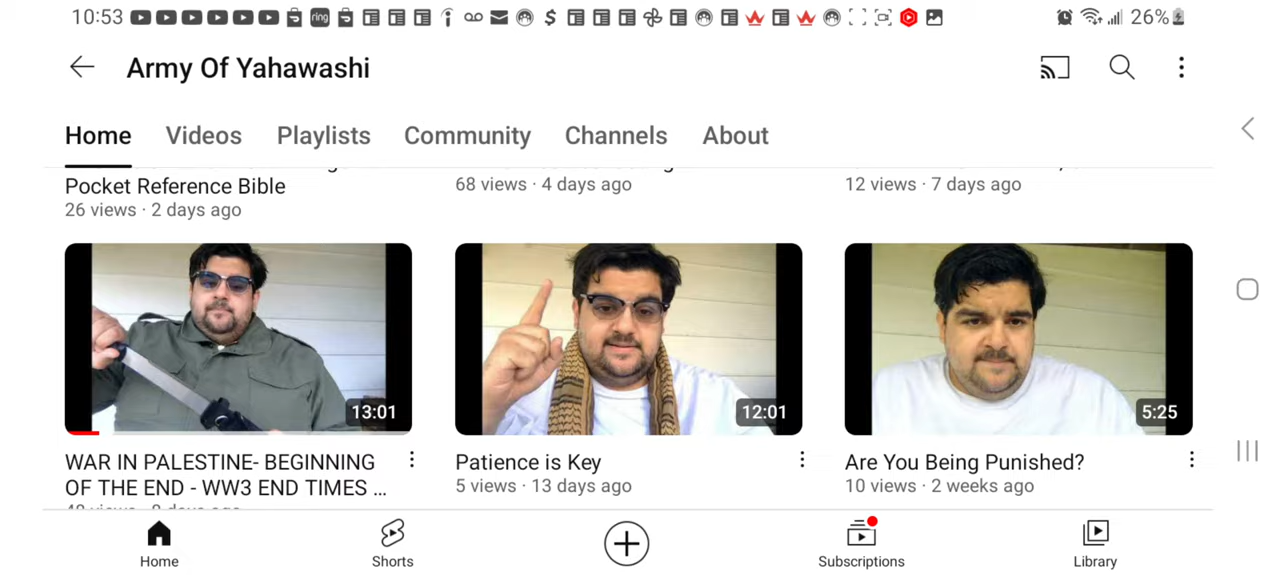 10:53
ring
26%
Army Of Yahawashi
Home Videos Playlists Community Channels About
Pocket Reference Bible
26 views · 2 days ago
68 views · 4 days ago
12 views · 7 days ago
13:01
12:01
5:25
WAR IN PALESTINE- BEGINNING
OF THE END - WW3 END TIMES ...
Patience is Key
5 views · 13 days ago
Are You Being Punished?
10 views · 2 weeks ago
Home Shorts Subscriptions Library